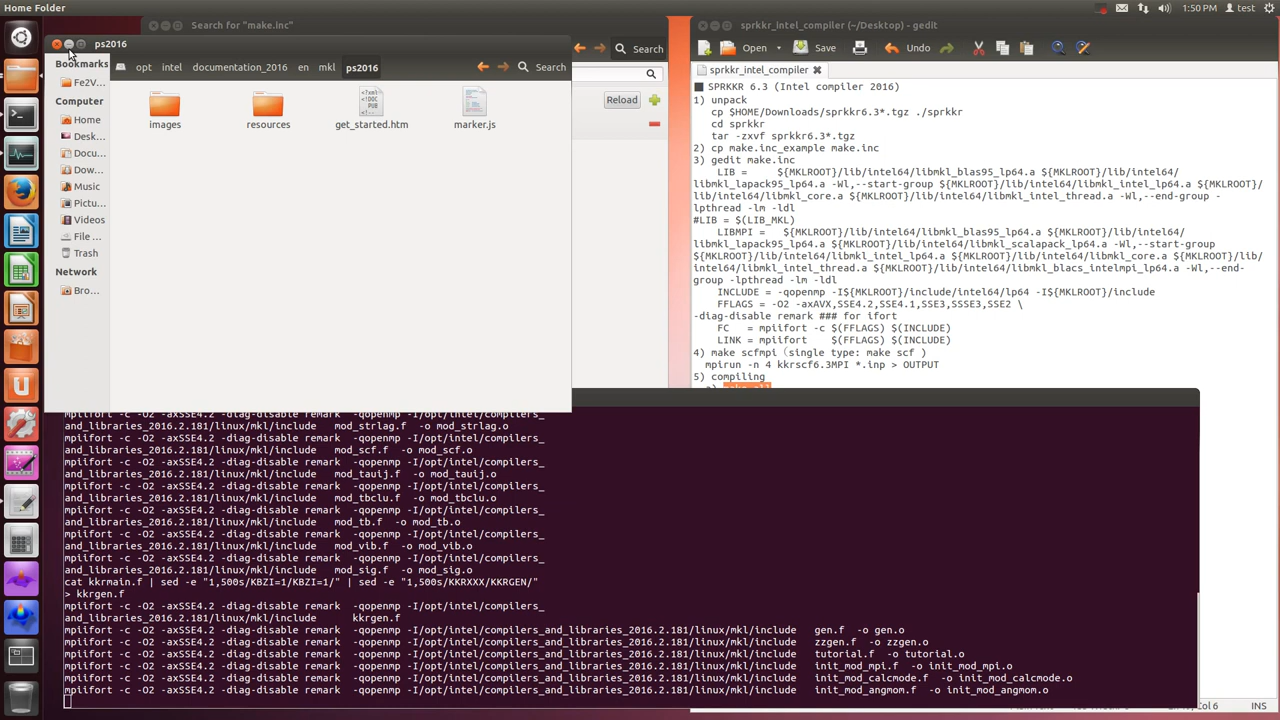 Home Folder
1:50 PM
test
Search for "make.inc"
sprkkr_intel_compiler (~/Desktop) - gedit
ps2016
Search
Open
Save
Undo
Bookmarks
opt
intel
documentation_2016
en
mkl
ps2016
Search
sprkkr_intel_compiler
Fe2V...
Computer
Home
Desk...
Docu...
Dow...
Music
Pictu...
Videos
File ...
Trash
Network
Bro...
images
resources
get_started.htm
marker.js
Reload
SPRKKR 6.3 (Intel compiler 2016)
1) unpack
cp $HOME/Downloads/sprkkr6.3*.tgz ./sprkkr
cd sprkkr
tar -zxvf sprkkr6.3*.tgz
2) cp make.inc_example make.inc
3) gedit make.inc
LIB = ${MKLROOT}/lib/intel64/libmkl_blas95_lp64.a ${MKLROOT}/lib/intel64/
libmkl_lapack95_lp64.a -Wl,--start-group ${MKLROOT}/lib/intel64/libmkl_intel_lp64.a ${MKLROOT}/
lib/intel64/libmkl_core.a ${MKLROOT}/lib/intel64/libmkl_intel_thread.a -Wl,--end-group -
lpthread -lm -ldl
#LIB = $(LIB_MKL)
LIBMPI = ${MKLROOT}/lib/intel64/libmkl_blas95_lp64.a ${MKLROOT}/lib/intel64/
libmkl_lapack95_lp64.a ${MKLROOT}/lib/intel64/libmkl_scalapack_lp64.a -Wl,--start-group
${MKLROOT}/lib/intel64/libmkl_intel_lp64.a ${MKLROOT}/lib/intel64/libmkl_core.a ${MKLROOT}/lib/
intel64/libmkl_intel_thread.a ${MKLROOT}/lib/intel64/libmkl_blacs_intelmpi_lp64.a -Wl,--end-
group -lpthread -lm -ldl
INCLUDE = -qopenmp -I${MKLROOT}/include/intel64/lp64 -I${MKLROOT}/include
FFLAGS = -O2 -axAVX,SSE4.2,SSE4.1,SSE3,SSSE3,SSE2 \
-diag-disable remark ### for ifort
FC = mpiifort -c $(FFLAGS) $(INCLUDE)
LINK = mpiifort $(FFLAGS) $(INCLUDE)
4) make scfmpi (single type: make scf )
mpirun -n 4 kkrscf6.3MPI *.inp > OUTPUT
5) compiling
mpiifort -c -O2 -axSSE4.2 -diag-disable remark -qopenmp -I/opt/intel/compilers_
and_libraries_2016.2.181/linux/mkl/include mod_strlag.f -o mod_strlag.o
mpiifort -c -O2 -axSSE4.2 -diag-disable remark -qopenmp -I/opt/intel/compilers_
and_libraries_2016.2.181/linux/mkl/include mod_scf.f -o mod_scf.o
mpiifort -c -O2 -axSSE4.2 -diag-disable remark -qopenmp -I/opt/intel/compilers_
and_libraries_2016.2.181/linux/mkl/include mod_tauij.f -o mod_tauij.o
mpiifort -c -O2 -axSSE4.2 -diag-disable remark -qopenmp -I/opt/intel/compilers_
and_libraries_2016.2.181/linux/mkl/include mod_tbclu.f -o mod_tbclu.o
mpiifort -c -O2 -axSSE4.2 -diag-disable remark -qopenmp -I/opt/intel/compilers_
and_libraries_2016.2.181/linux/mkl/include mod_tb.f -o mod_tb.o
mpiifort -c -O2 -axSSE4.2 -diag-disable remark -qopenmp -I/opt/intel/compilers_
and_libraries_2016.2.181/linux/mkl/include mod_vib.f -o mod_vib.o
mpiifort -c -O2 -axSSE4.2 -diag-disable remark -qopenmp -I/opt/intel/compilers_
and_libraries_2016.2.181/linux/mkl/include mod_sig.f -o mod_sig.o
cat kkrmain.f | sed -e "1,500s/KBZI=1/KBZI=1/" | sed -e "1,500s/KKRXXX/KKRGEN/"
> kkrgen.f
mpiifort -c -O2 -axSSE4.2 -diag-disable remark -qopenmp -I/opt/intel/compilers_
and_libraries_2016.2.181/linux/mkl/include kkrgen.f
mpiifort -c -O2 -axSSE4.2 -diag-disable remark -qopenmp -I/opt/intel/compilers_and_libraries_2016.2.181/linux/mkl/include gen.f -o gen.o
mpiifort -c -O2 -axSSE4.2 -diag-disable remark -qopenmp -I/opt/intel/compilers_and_libraries_2016.2.181/linux/mkl/include zzgen.f -o zzgen.o
mpiifort -c -O2 -axSSE4.2 -diag-disable remark -qopenmp -I/opt/intel/compilers_and_libraries_2016.2.181/linux/mkl/include tutorial.f -o tutorial.o
mpiifort -c -O2 -axSSE4.2 -diag-disable remark -qopenmp -I/opt/intel/compilers_and_libraries_2016.2.181/linux/mkl/include init_mod_mpi.f -o init_mod_mpi.o
mpiifort -c -O2 -axSSE4.2 -diag-disable remark -qopenmp -I/opt/intel/compilers_and_libraries_2016.2.181/linux/mkl/include init_mod_calcmode.f -o init_mod_calcmode.o
mpiifort -c -O2 -axSSE4.2 -diag-disable remark -qopenmp -I/opt/intel/compilers_and_libraries_2016.2.181/linux/mkl/include init_mod_angmom.f -o init_mod_angmom.o
INS